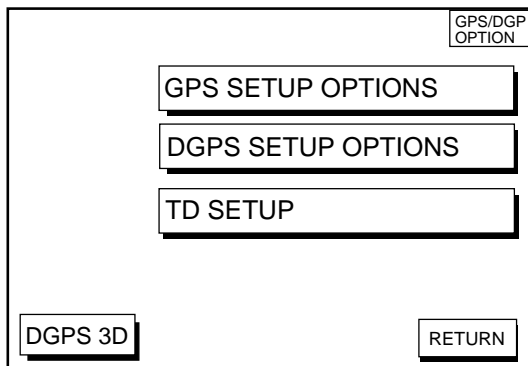 GPS/DGP
OPTION
GPS SETUP OPTIONS
DGPS SETUP OPTIONS
TD SETUP
DGPS 3D
RETURN